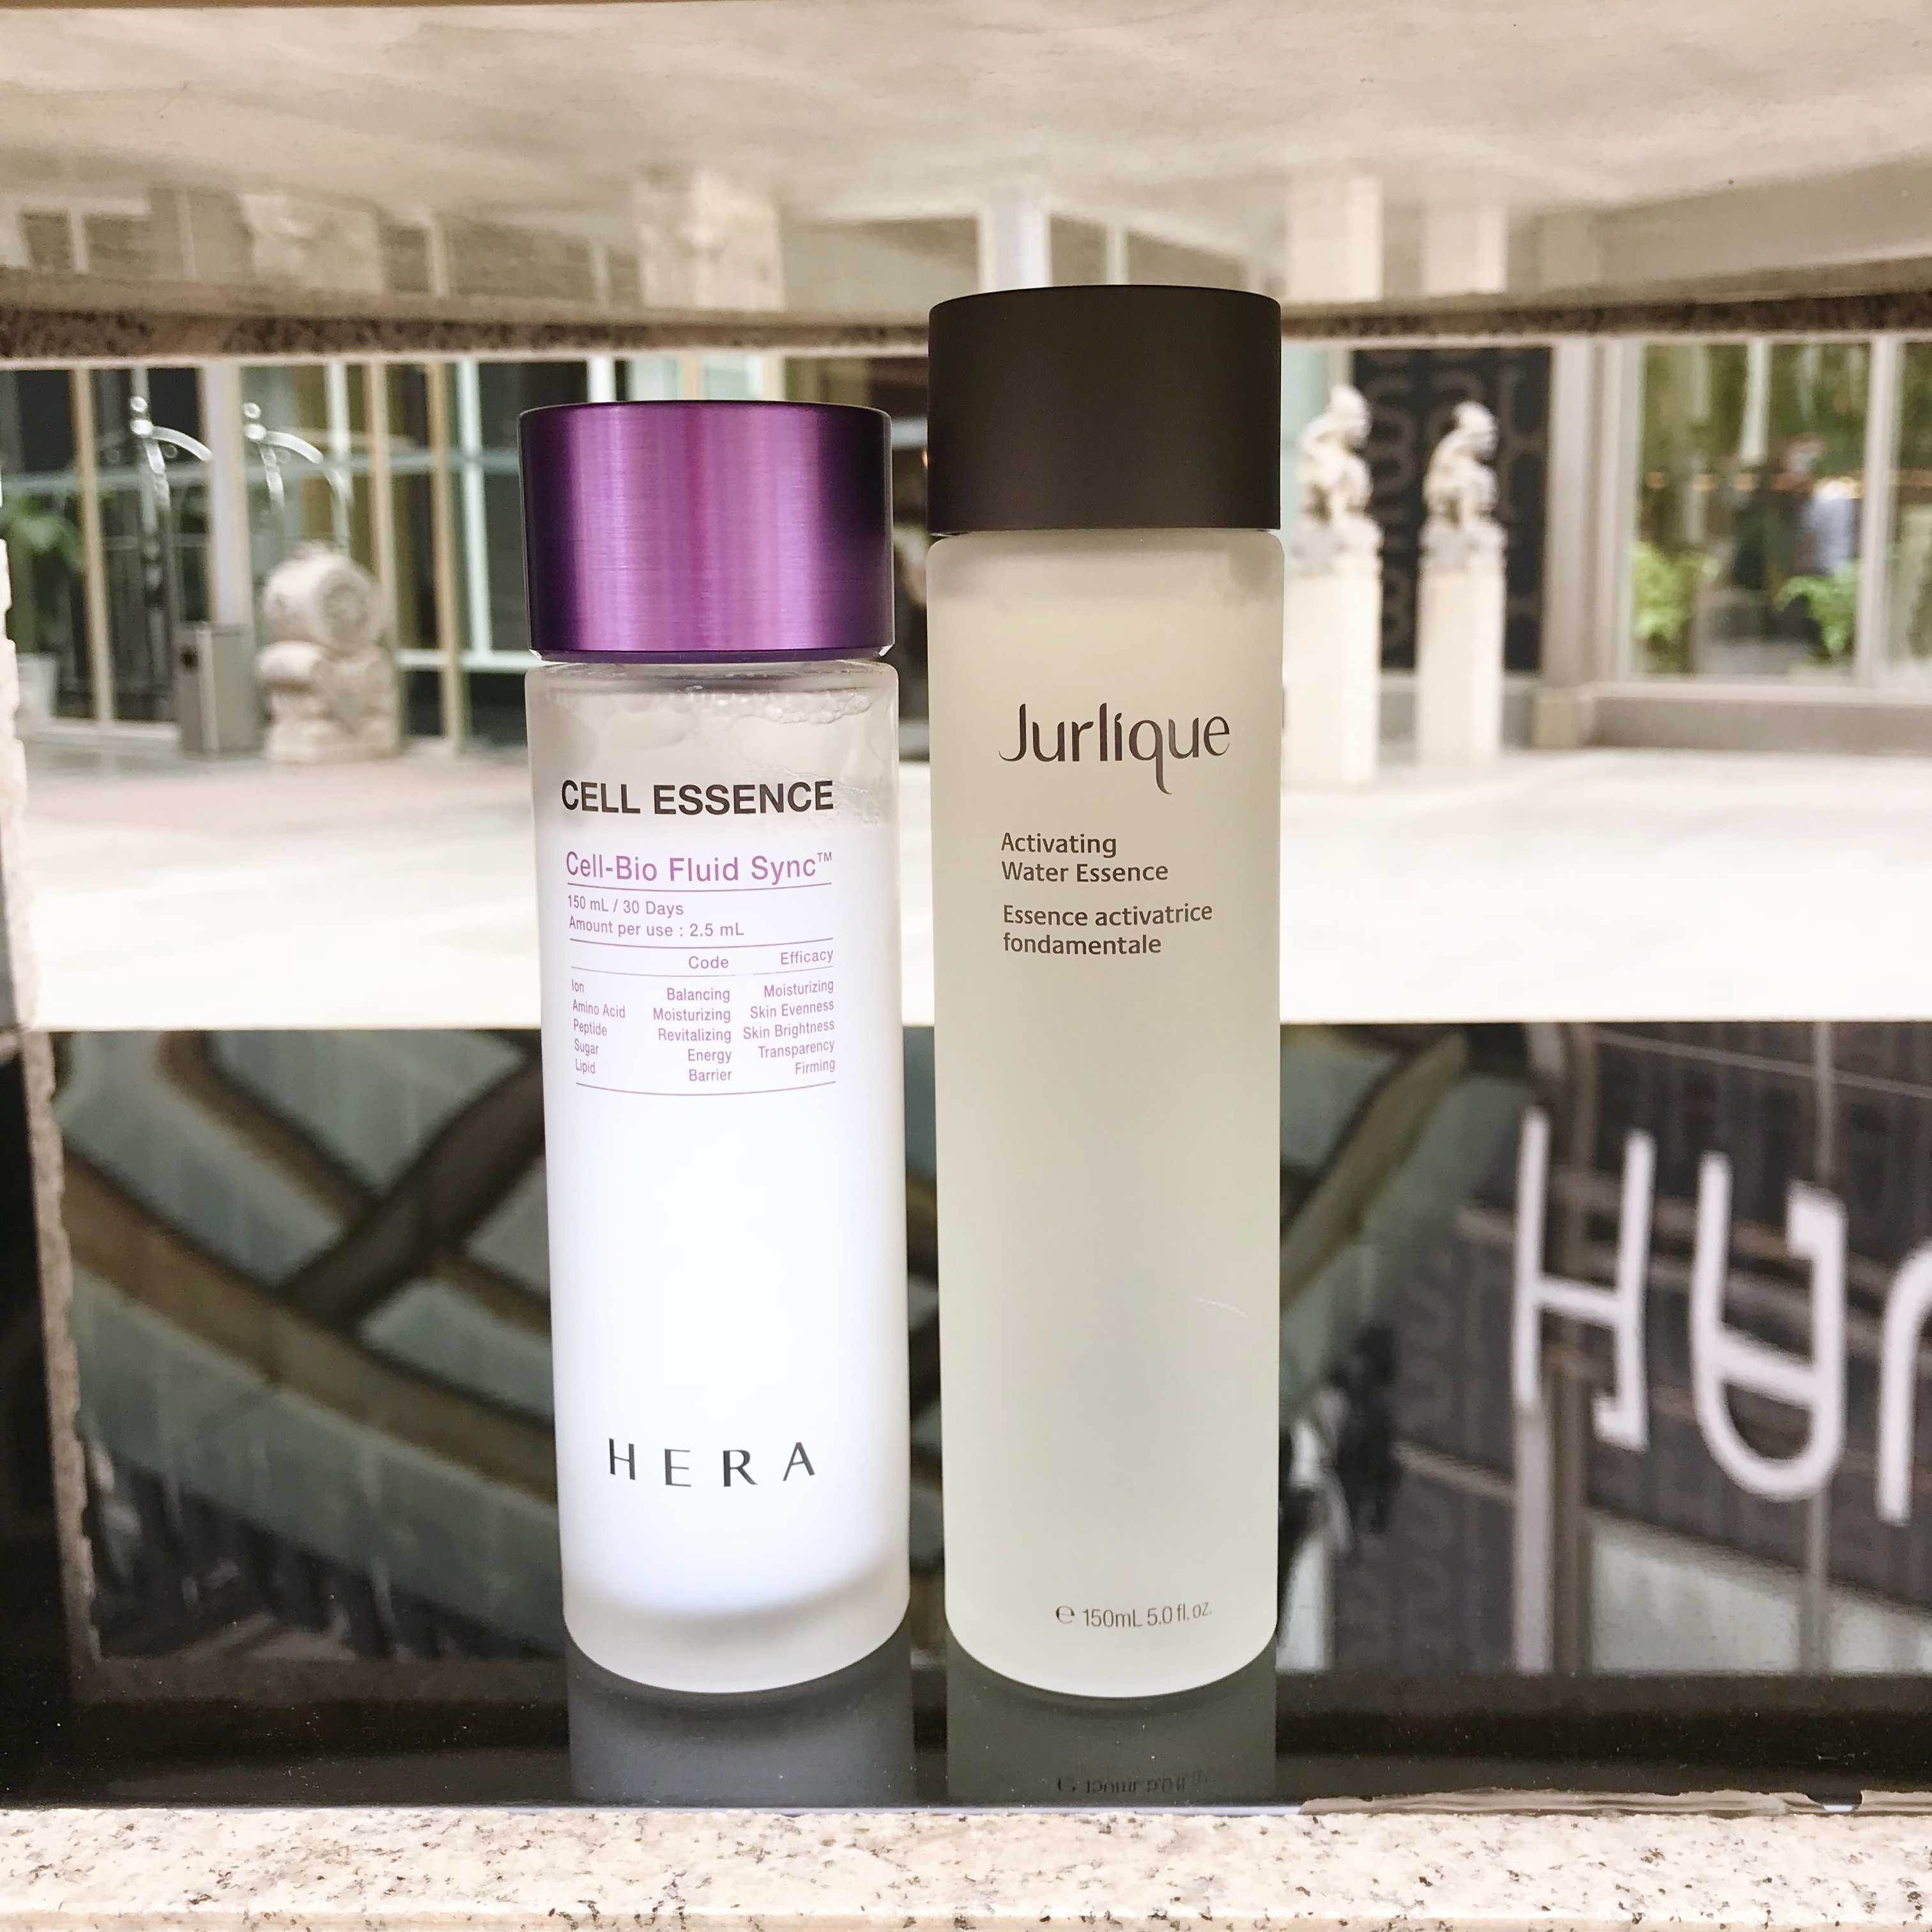 CELL ESSENCE
Cell-Bio Fluid Sync™
150 mL / 30 Days
Amount per use : 2.5 mL
Code Efficacy
Ion Balancing Moisturizing
Amino Acid Moisturizing Skin Evenness
Peptide Revitalizing Skin Brightness
Sugar Energy Transparency
Lipid Barrier Firming
HERA
Jurlique
Activating
Water Essence
Essence activatrice
fondamentale
℮ 150mL 5.0 fl. oz.